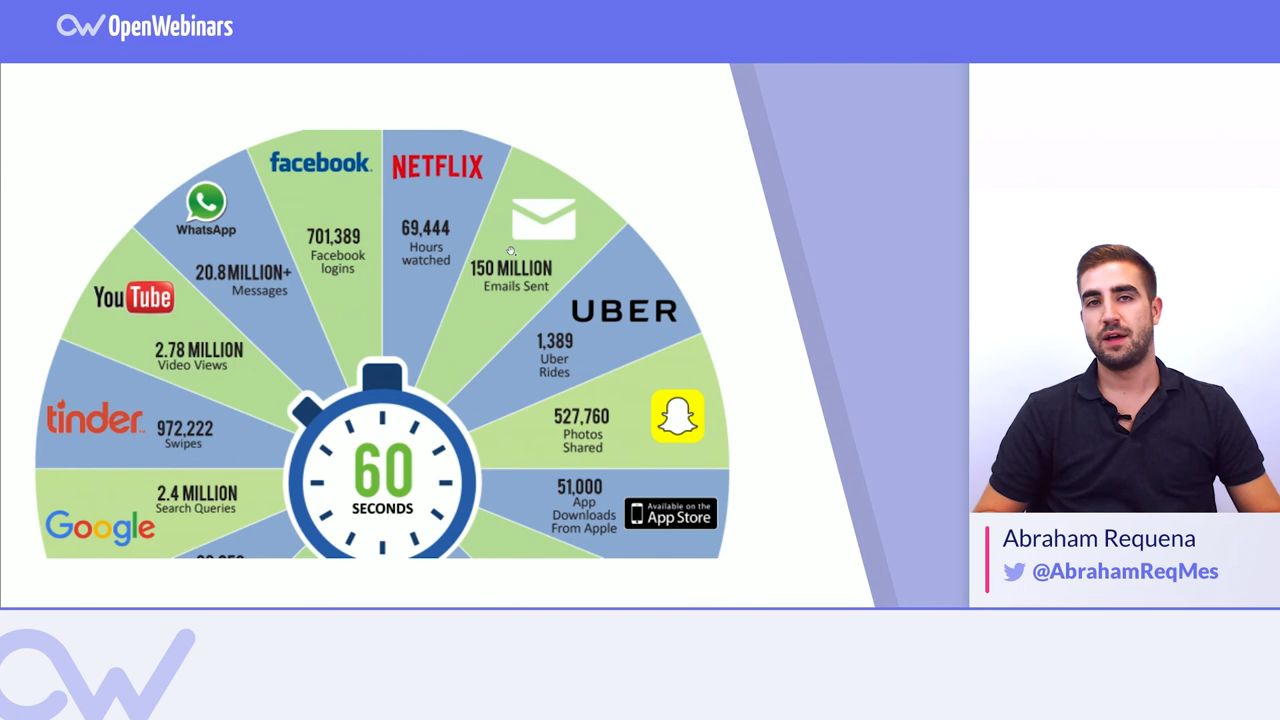 OpenWebinars
facebook
701,389
Facebook
logins
NETFLIX
69,444
Hours
watched
150 MILLION
Emails Sent
UBER
1,389
Uber
Rides
527,760
Photos
Shared
51,000
App
Downloads
From Apple
Available on the
App Store
WhatsApp
20.8 MILLION+
Messages
YouTube
2.78 MILLION
Video Views
tinder
972,222
Swipes
2.4 MILLION
Search Queries
Google
60
SECONDS
Abraham Requena
@AbrahamReqMes